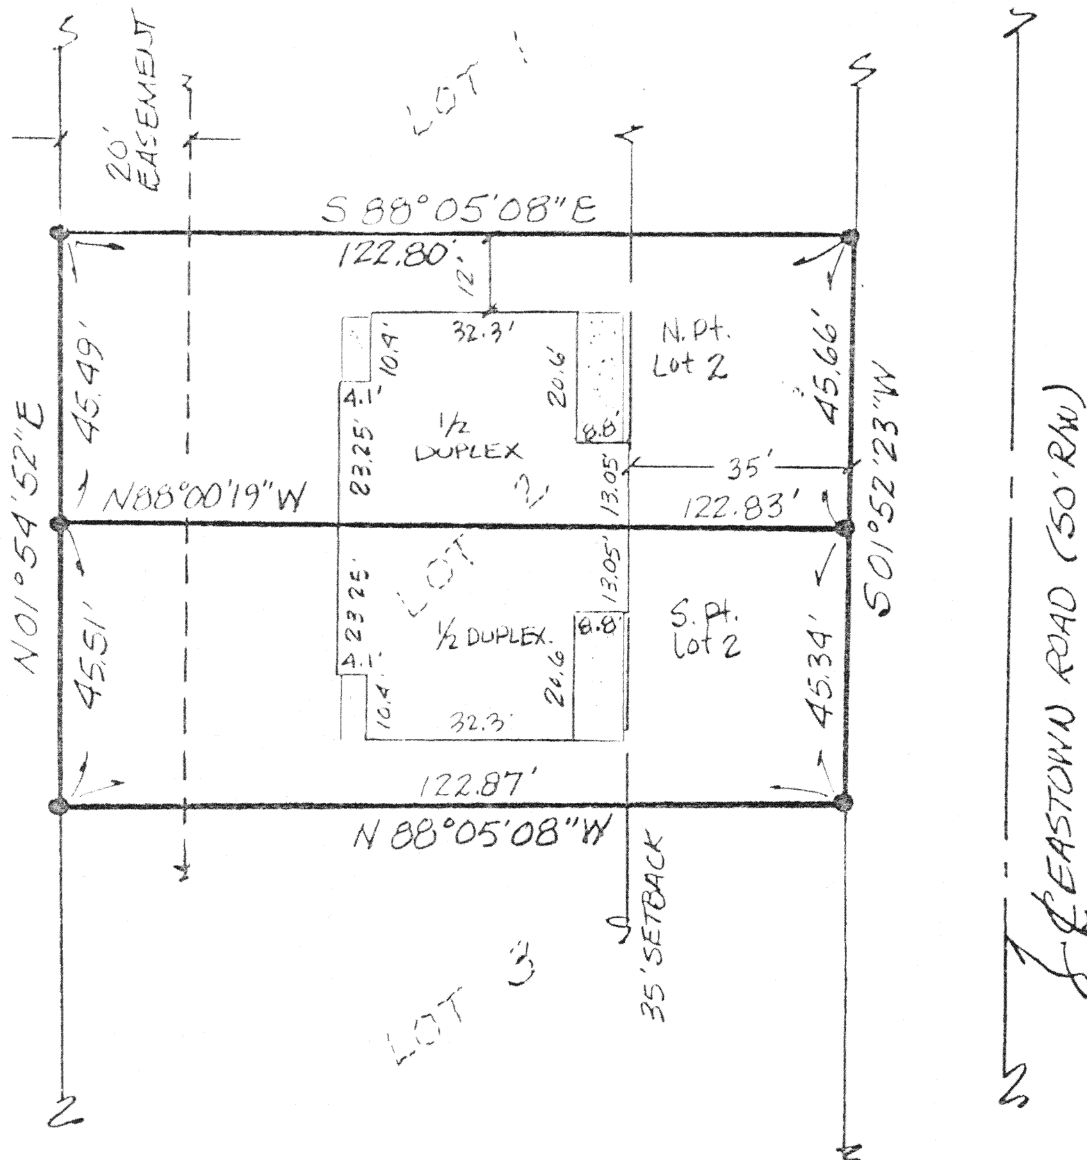 20'
EASEMENT
LOT 1
S 88°05'08"E
122.80'
12'
32.3'
10.4'
4.1'
20.6'
8.8'
N. Pt.
Lot 2
45.49'
45.66'
23.25'
1/2
DUPLEX
13.05'
35'
N01°54'52"E
S01°52'23"W
N88°00'19"W
122.83'
LOT 2
45.51'
23.25'
4.1'
10.4'
1/2 DUPLEX.
13.05'
8.8'
20.6
32.3'
S. Pt.
Lot 2
45.34'
122.87'
N 88°05'08"W
35' SETBACK
LOT 3
℄ EASTOWN ROAD (50' R/W)